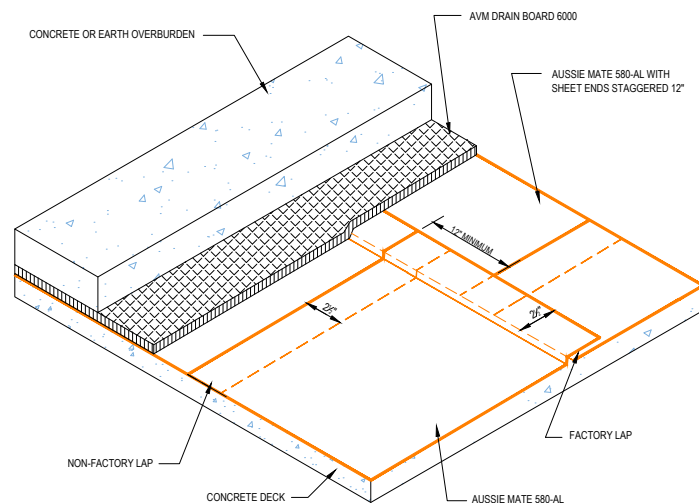 AVM DRAIN BOARD 6000
CONCRETE OR EARTH OVERBURDEN
AUSSIE MATE 580-AL WITH
SHEET ENDS STAGGERED 12"
12" MINIMUM
FACTORY LAP
NON-FACTORY LAP
CONCRETE DECK
AUSSIE MATE 580-AL